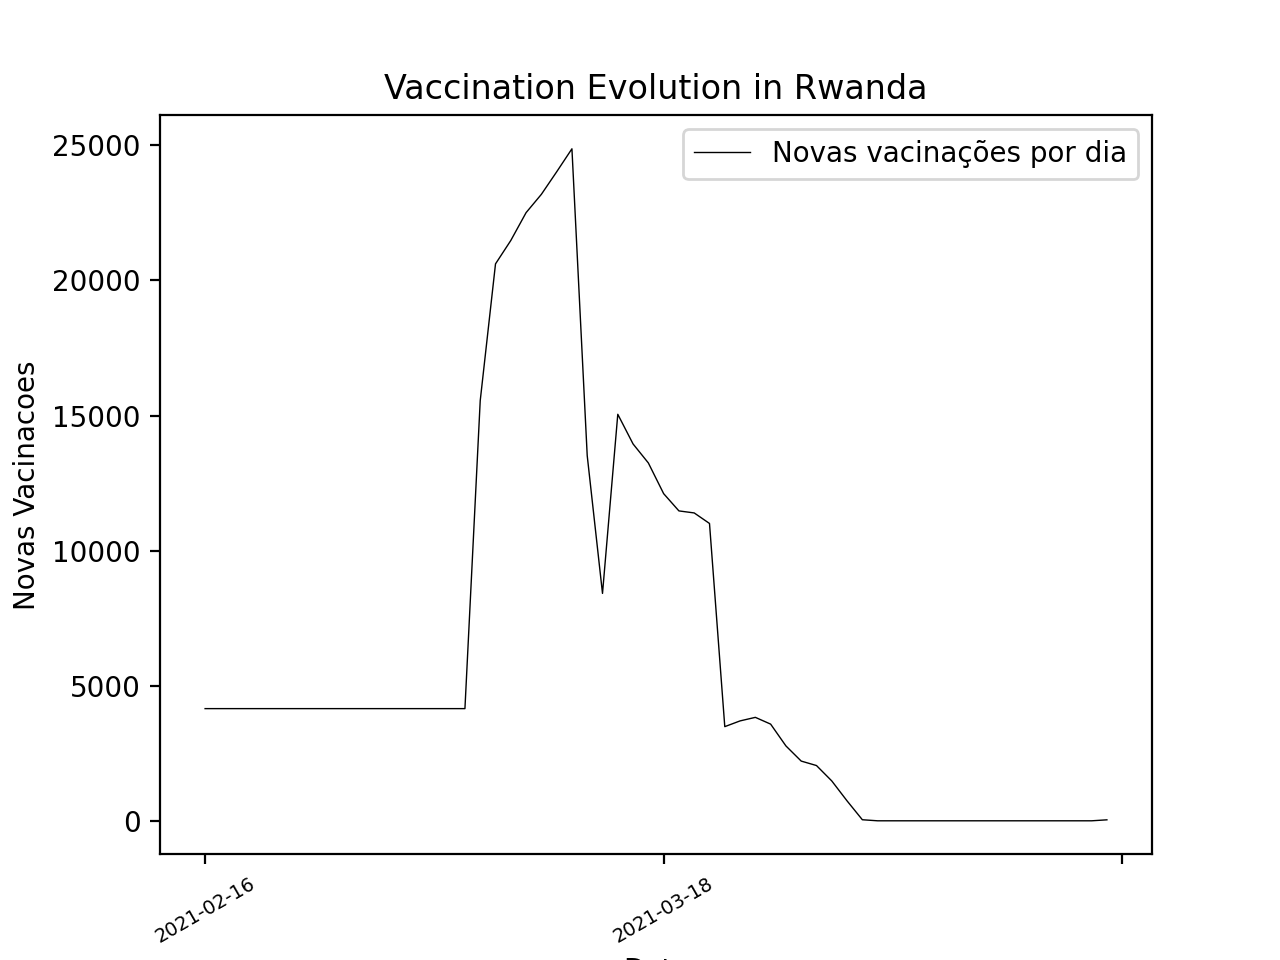 Vaccination Evolution in Rwanda
Novas vacinações por dia
Novas Vacinacoes
25000
20000
15000
10000
5000
0
2021-02-16
2021-03-18